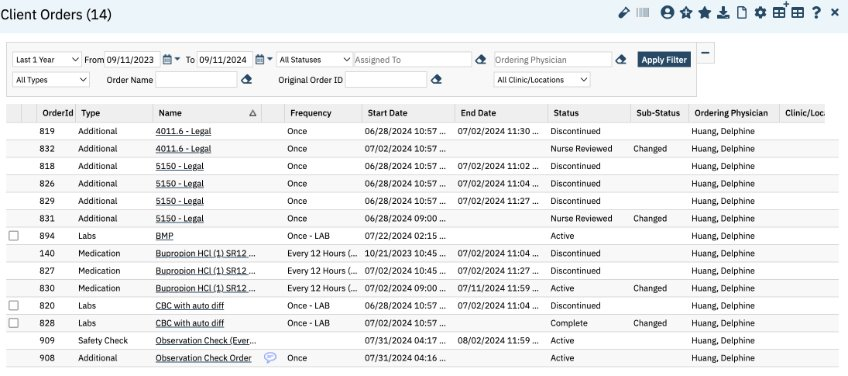 Client Orders (14)
Last 1 Year From 09/11/2023 To 09/11/2024 All Statuses Assigned To Ordering Physician Apply Filter
All Types Order Name Original Order ID All Clinic/Locations
OrderId Type Name Frequency Start Date End Date Status Sub-Status Ordering Physician Clinic/Loca
819 Additional 4011.6 - Legal Once 06/28/2024 10:57 ... 07/02/2024 11:30 ... Discontinued Huang, Delphine
832 Additional 4011.6 - Legal Once 06/28/2024 10:57 ... Nurse Reviewed Changed Huang, Delphine
818 Additional 5150 - Legal Once 06/28/2024 10:57 ... 07/02/2024 11:04 ... Discontinued Huang, Delphine
826 Additional 5150 - Legal Once 06/28/2024 10:57 ... 07/02/2024 11:04 ... Discontinued Huang, Delphine
829 Additional 5150 - Legal Once 06/28/2024 10:57 ... 07/02/2024 11:27 ... Discontinued Huang, Delphine
831 Additional 5150 - Legal Once 06/28/2024 09:00 ... Nurse Reviewed Changed Huang, Delphine
894 Labs BMP Once - LAB 07/22/2024 02:15 ... Active Huang, Delphine
140 Medication Bupropion HCl (1) SR12 ... Every 12 Hours (... 10/21/2023 10:45 ... 07/02/2024 11:04 ... Discontinued Huang, Delphine
827 Medication Bupropion HCl (1) SR12 ... Every 12 Hours (... 07/02/2024 10:45 ... 07/02/2024 11:27 ... Discontinued Huang, Delphine
830 Medication Bupropion HCl (1) SR12 ... Every 12 Hours (... 07/02/2024 09:00 ... 07/11/2024 11:59 ... Active Changed Huang, Delphine
820 Labs CBC with auto diff Once - LAB 06/28/2024 10:57 ... 07/02/2024 11:04 ... Discontinued Huang, Delphine
828 Labs CBC with auto diff Once - LAB 07/02/2024 10:57 ... Complete Changed Huang, Delphine
909 Safety Check Observation Check (Ever... 07/31/2024 04:17 ... 08/02/2024 11:59 ... Active Huang, Delphine
908 Additional Observation Check Order Once 07/31/2024 04:16 ... Active Huang, Delphine